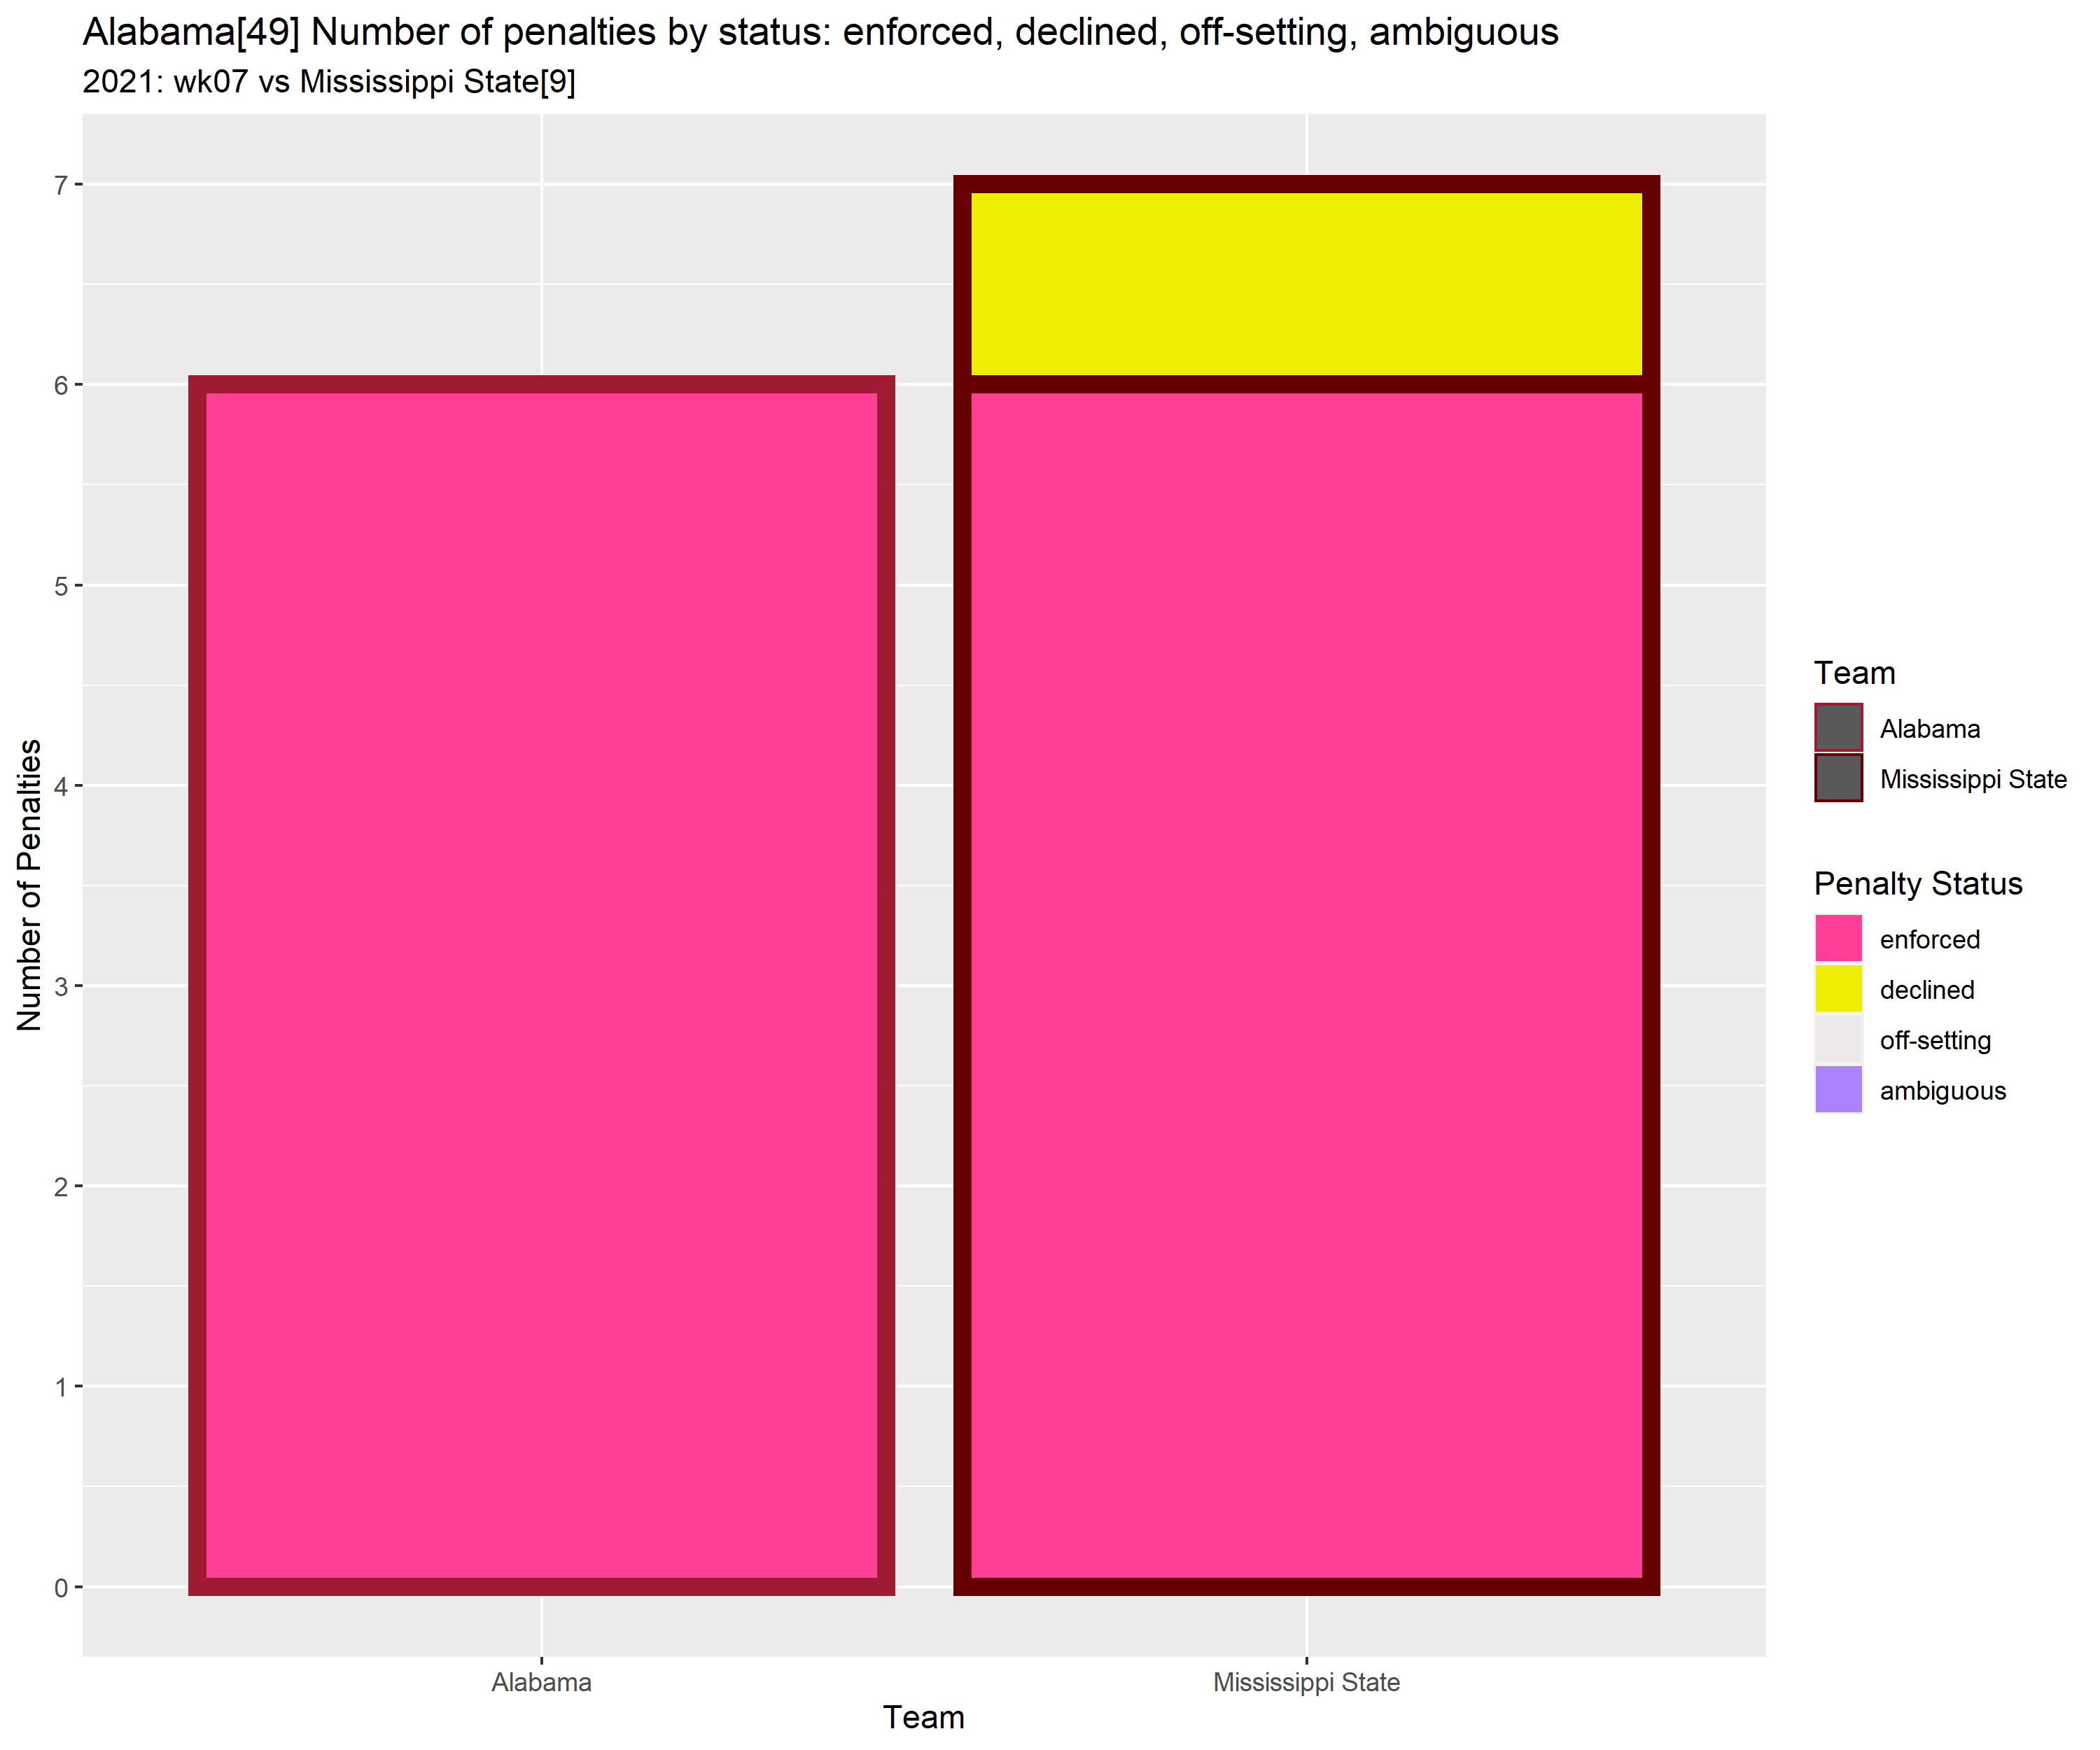 Alabama[49] Number of penalties by status: enforced, declined, off-setting, ambiguous
2021: wk07 vs Mississippi State[9]
Number of Penalties
7
6
5
4
3
2
1
0
Alabama
Mississippi State
Team
Team
Alabama
Mississippi State
Penalty Status
enforced
declined
off-setting
ambiguous